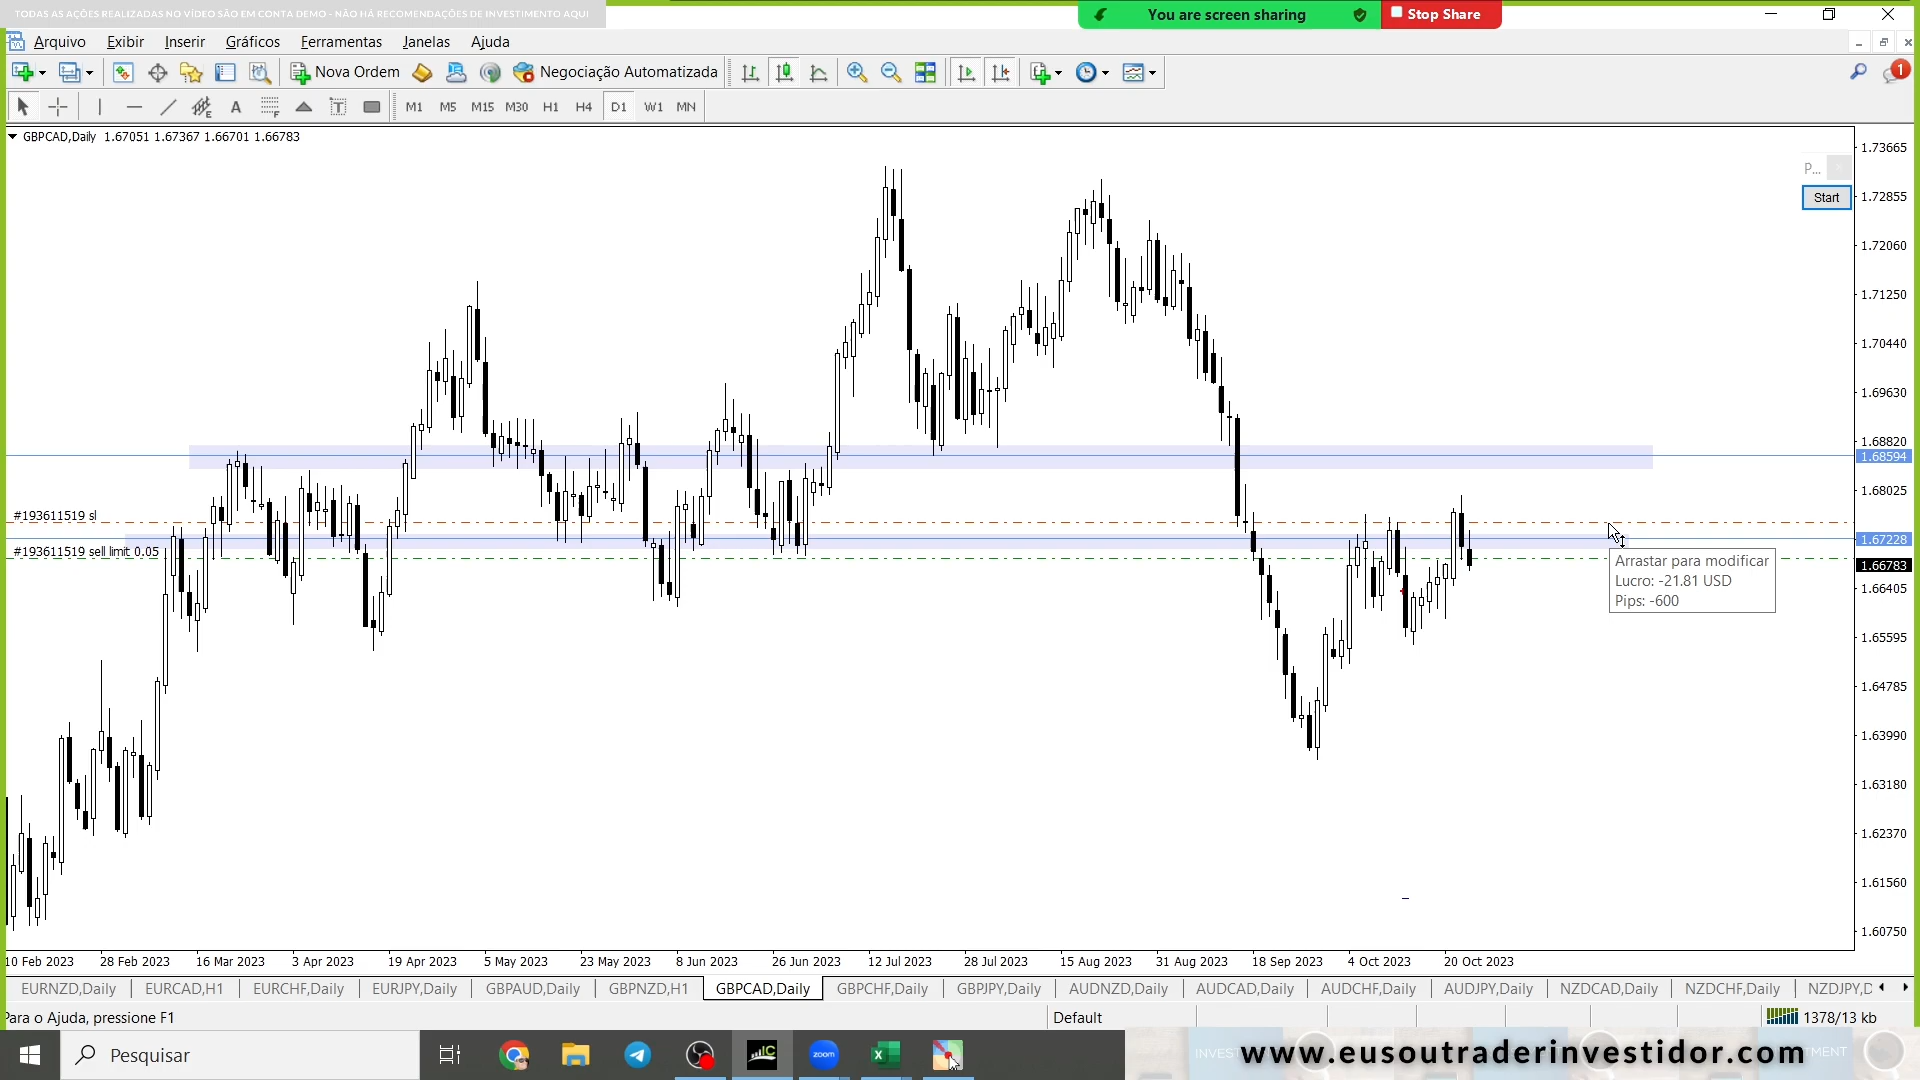 TODAS AS AÇÕES REALIZADAS NO VÍDEO SÃO EM CONTA DEMO - NÃO HÁ RECOMENDAÇÕES DE INVESTIMENTO AQUI
You are screen sharing
Stop Share
Arquivo Exibir Inserir Gráficos Ferramentas Janelas Ajuda
Nova Ordem
Negociação Automatizada
1
A
M1 M5 M15 M30 H1 H4 D1 W1 MN
GBPCAD,Daily 1.67051 1.67367 1.66701 1.66783
P...
Start
1.73665
1.72855
1.72060
1.71250
1.70440
1.69630
1.68820
1.68594
1.68025
#193611519 sl
1.67228
#193611519 sell limit 0.05
1.66783
Arrastar para modificar
Lucro: -21.81 USD
Pips: -600
1.66405
1.65595
1.64785
1.63990
1.63180
1.62370
1.61560
1.60750
10 Feb 2023 28 Feb 2023 16 Mar 2023 3 Apr 2023 19 Apr 2023 5 May 2023 23 May 2023 8 Jun 2023 26 Jun 2023 12 Jul 2023 28 Jul 2023 15 Aug 2023 31 Aug 2023 18 Sep 2023 4 Oct 2023 20 Oct 2023
EURNZD,Daily EURCAD,H1 EURCHF,Daily EURJPY,Daily GBPAUD,Daily GBPNZD,H1 GBPCAD,Daily GBPCHF,Daily GBPJPY,Daily AUDNZD,Daily AUDCAD,Daily AUDCHF,Daily AUDJPY,Daily NZDCAD,Daily NZDCHF,Daily NZDJPY,D
Para o Ajuda, pressione F1
Default
1378/13 kb
Pesquisar
IC
zoom
www.eusoutraderinvestidor.com